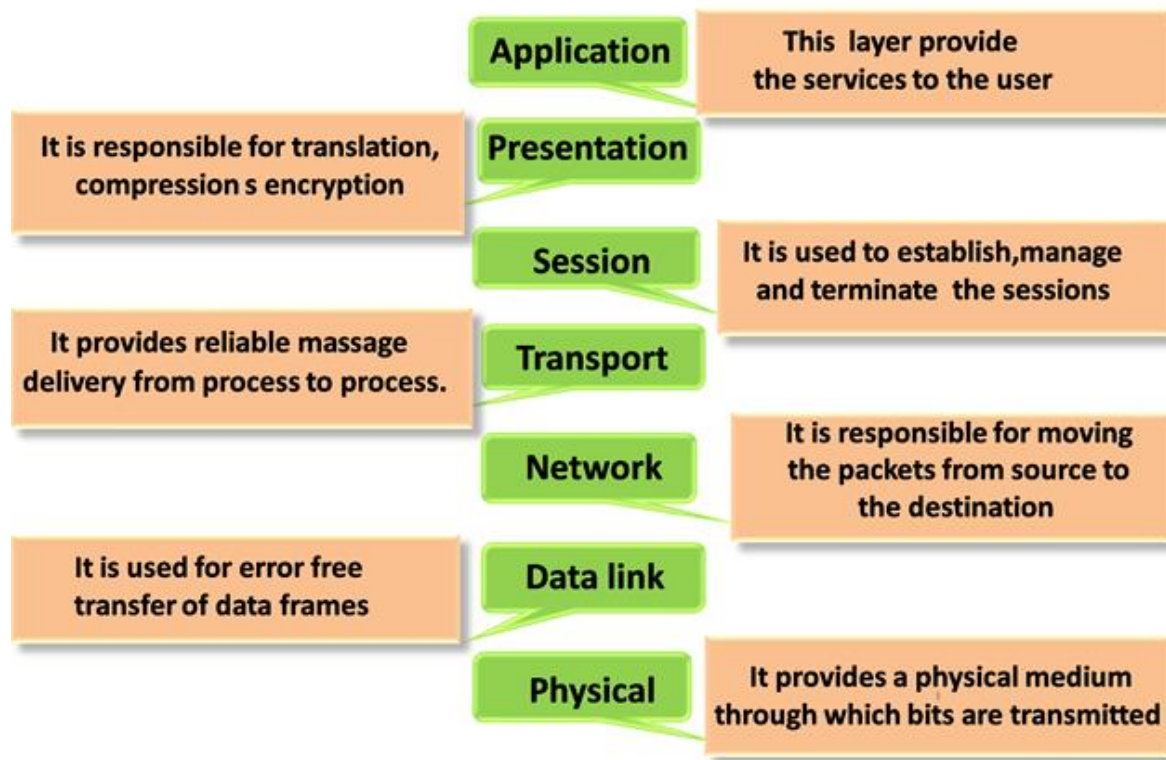 Application
This layer provide
the services to the user
Presentation
It is responsible for translation,
compression s encryption
Session
It is used to establish,manage
and terminate the sessions
Transport
It provides reliable massage
delivery from process to process.
Network
It is responsible for moving
the packets from source to
the destination
Data link
It is used for error free
transfer of data frames
Physical
It provides a physical medium
through which bits are transmitted